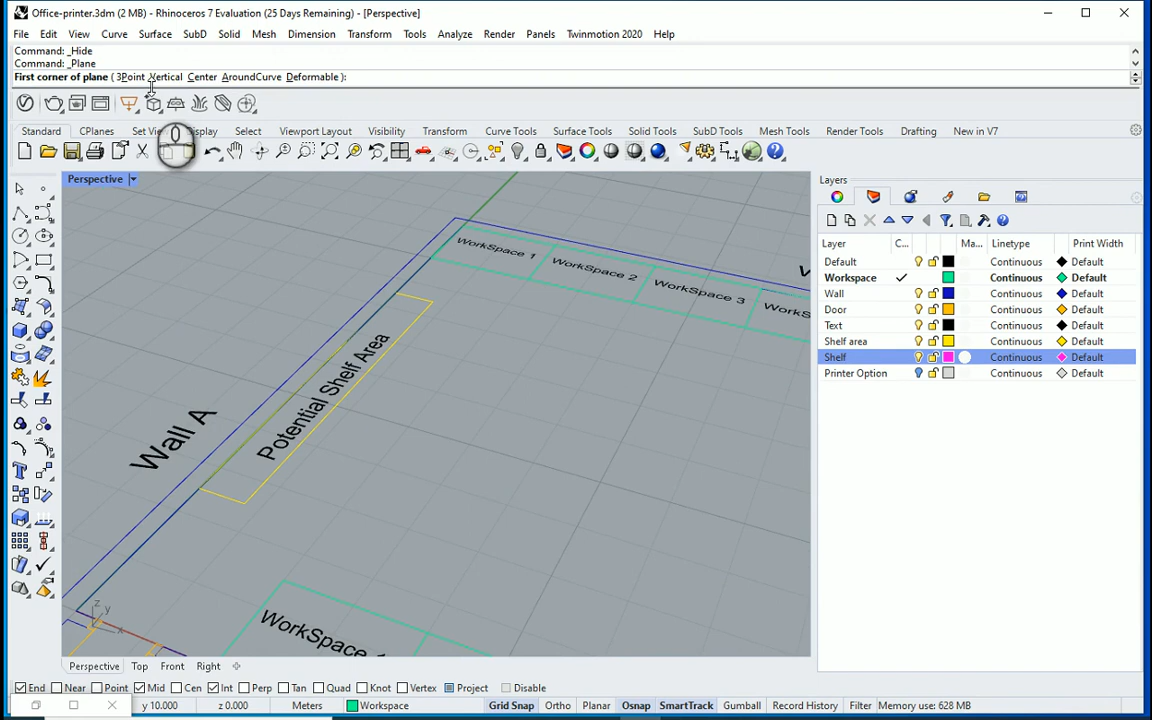 Office-printer.3dm (2 MB) - Rhinoceros 7 Evaluation (25 Days Remaining) - [Perspective]
File Edit View Curve Surface SubD Solid Mesh Dimension Transform Tools Analyze Render Panels Twinmotion 2020 Help
Command: _Hide
Command: _Plane
First corner of plane ( 3Point Vertical Center AroundCurve Deformable ):
Standard CPlanes Set Vi Display Select Viewport Layout Visibility Transform Curve Tools Surface Tools Solid Tools SubD Tools Mesh Tools Render Tools Drafting New in V7
Perspective
Layers
Layer C... Ma... Linetype Print Width
Default Continuous Default
Workspace Continuous Default
Wall Continuous Default
Door Continuous Default
Text Continuous Default
Shelf area Continuous Default
Shelf Continuous Default
Printer Option Continuous Default
WorkSpace 1
WorkSpace 2
WorkSpace 3
Potential Shelf Area
Wall A
z y x
Perspective Top Front Right
End Near Point Mid Cen Int Perp Tan Quad Knot Vertex Project Disable
y 10.000 z 0.000 Meters Workspace Grid Snap Ortho Planar Osnap SmartTrack Gumball Record History Filter Memory use: 628 MB